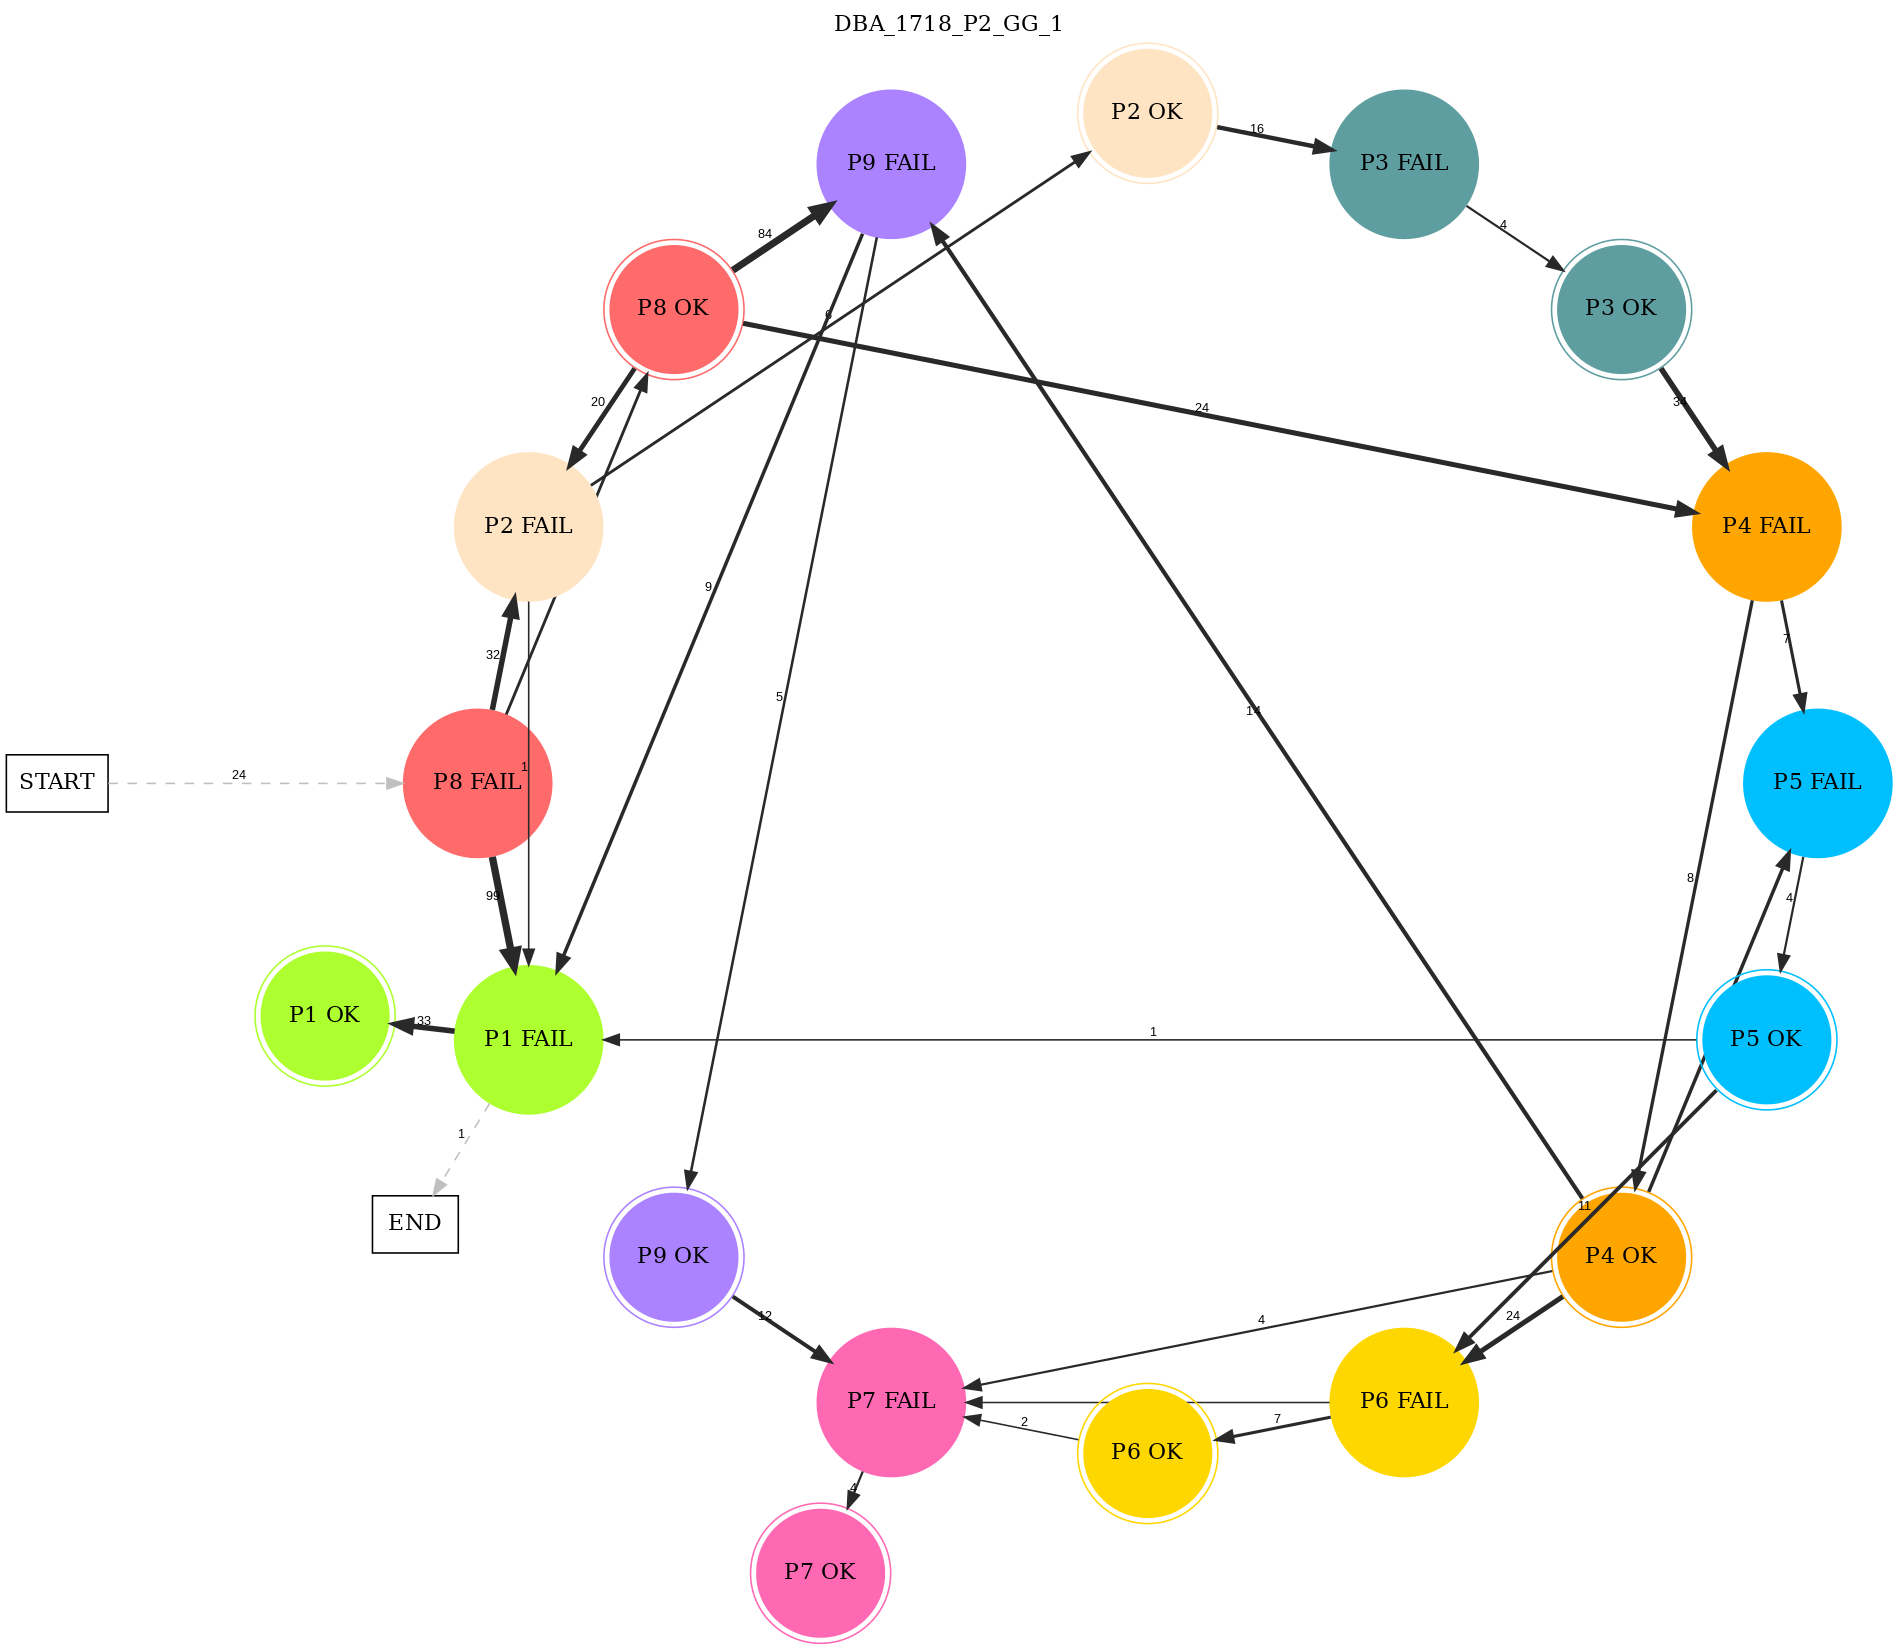 DBA_1718_P2_GG_1
P2 OK
P9 FAIL
P3 FAIL
16
4
84
P8 OK
P3 OK
6
20
24
34
P2 FAIL
P4 FAIL
9
32
7
5
14
1
START
24
P8 FAIL
P5 FAIL
99
8
4
P1 OK
33
P1 FAIL
1
P5 OK
1
11
END
P9 OK
P4 OK
12
4
24
P7 FAIL
2
7
P6 FAIL
P6 OK
4
P7 OK